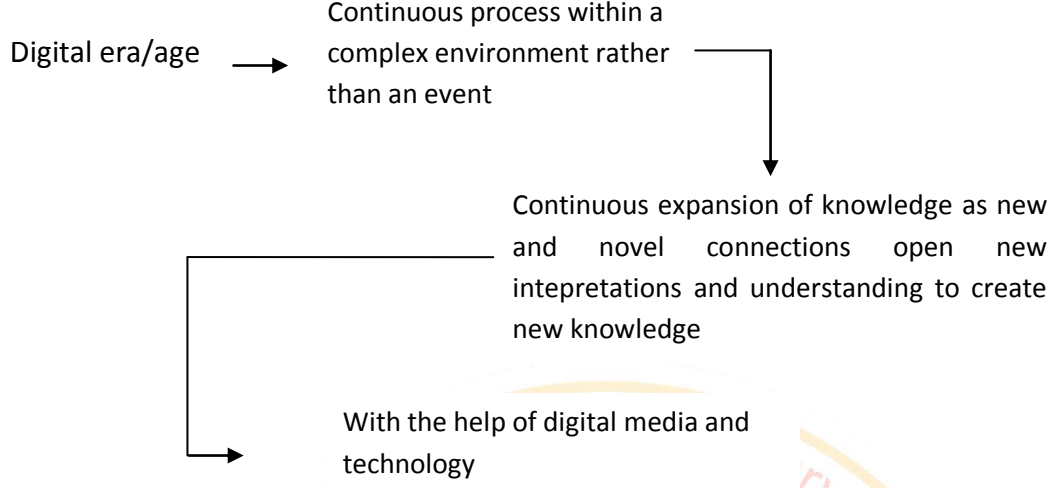 Continuous process within a
Digital era/age
complex environment rather
than an event
Continuous expansion of knowledge as new
and novel connections open new
intepretations and understanding to create
new knowledge
With the help of digital media and
technology